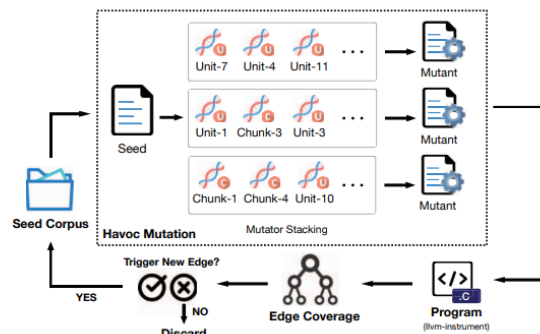 U U U ...
Unit-7 Unit-4 Unit-11
Mutant
U C U ...
Unit-1 Chunk-3 Unit-3
Seed
Mutant
C C U ...
Chunk-1 Chunk-4 Unit-10
Mutant
Seed Corpus
Havoc Mutation
Mutator Stacking
Trigger New Edge?
YES
NO
Discard
Edge Coverage
</>
.C
Program
(llvm-instrument)